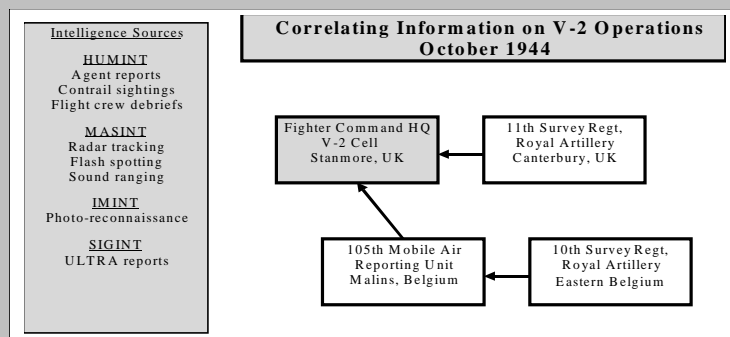 Correlating Information on V-2 Operations
October 1944
Intelligence Sources
HUMINT
Agent reports
Contrail sightings
Flight crew debriefs
MASINT
Radar tracking
Flash spotting
Sound ranging
IMINT
Photo-reconnaissance
SIGINT
ULTRA reports
Fighter Command HQ
V-2 Cell
Stanmore, UK
11th Survey Regt,
Royal Artillery
Canterbury, UK
105th Mobile Air
Reporting Unit
Malins, Belgium
10th Survey Regt,
Royal Artillery
Eastern Belgium